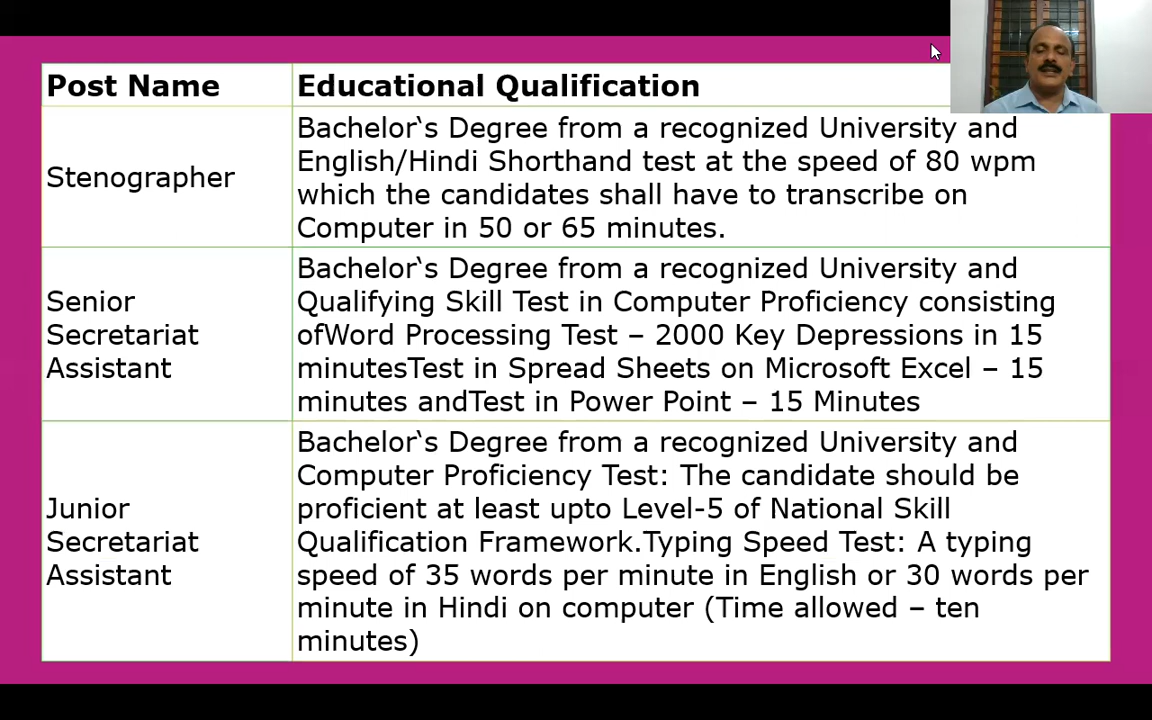 Post Name
Educational Qualification
Stenographer
Bachelor‘s Degree from a recognized University and
English/Hindi Shorthand test at the speed of 80 wpm
which the candidates shall have to transcribe on
Computer in 50 or 65 minutes.
Senior
Secretariat
Assistant
Bachelor‘s Degree from a recognized University and
Qualifying Skill Test in Computer Proficiency consisting
ofWord Processing Test – 2000 Key Depressions in 15
minutesTest in Spread Sheets on Microsoft Excel – 15
minutes andTest in Power Point – 15 Minutes
Junior
Secretariat
Assistant
Bachelor‘s Degree from a recognized University and
Computer Proficiency Test: The candidate should be
proficient at least upto Level-5 of National Skill
Qualification Framework.Typing Speed Test: A typing
speed of 35 words per minute in English or 30 words per
minute in Hindi on computer (Time allowed – ten
minutes)